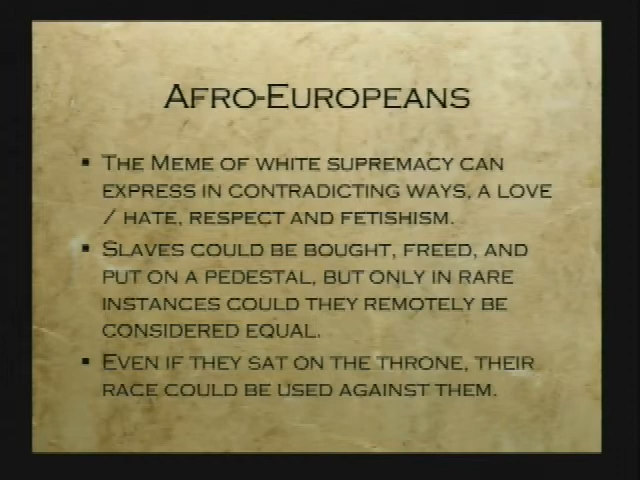 Afro-Europeans
▪ The Meme of white supremacy can
express in contradicting ways, a love
/ hate, respect and fetishism.
▪ Slaves could be bought, freed, and
put on a pedestal, but only in rare
instances could they remotely be
considered equal.
▪ Even if they sat on the throne, their
race could be used against them.